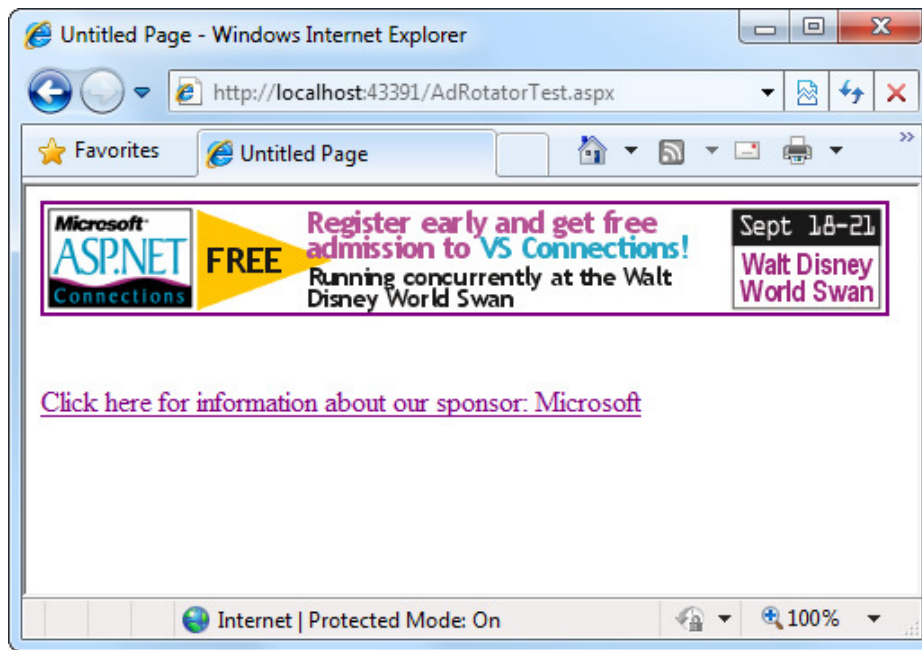 Untitled Page - Windows Internet Explorer
http://localhost:43391/AdRotatorTest.aspx
Favorites
Untitled Page
»
Microsoft
ASP.NET
Connections
FREE
Register early and get free
admission to VS Connections!
Running concurrently at the Walt
Disney World Swan
Sept 18-21
Walt Disney
World Swan
Click here for information about our sponsor: Microsoft
Internet | Protected Mode: On
100%